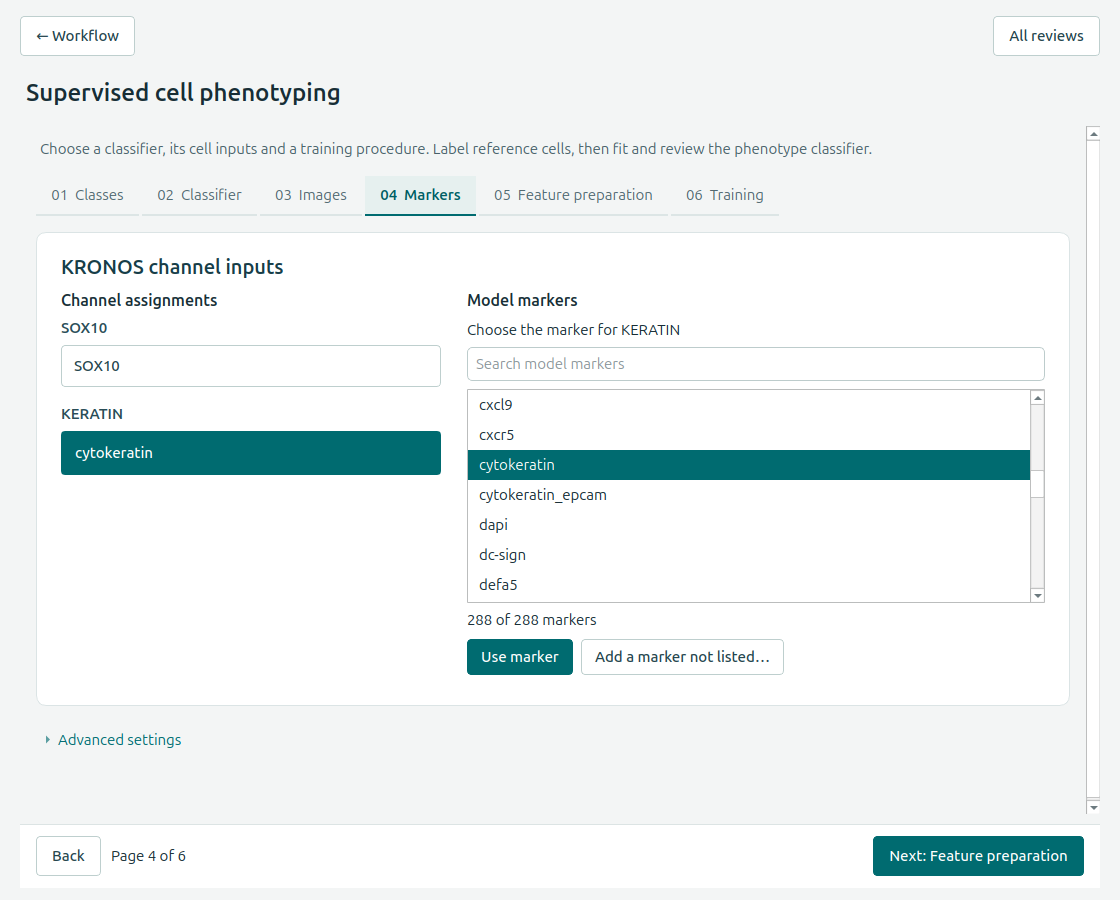 ← Workflow
All reviews
Supervised cell phenotyping
Choose a classifier, its cell inputs and a training procedure. Label reference cells, then fit and review the phenotype classifier.
01 Classes
02 Classifier
03 Images
04 Markers
05 Feature preparation
06 Training
KRONOS channel inputs
Channel assignments
SOX10
SOX10
KERATIN
cytokeratin
Model markers
Choose the marker for KERATIN
Search model markers
cxcl9
cxcr5
cytokeratin
cytokeratin_epcam
dapi
dc-sign
defa5
288 of 288 markers
Use marker
Add a marker not listed...
Advanced settings
Back
Page 4 of 6
Next: Feature preparation